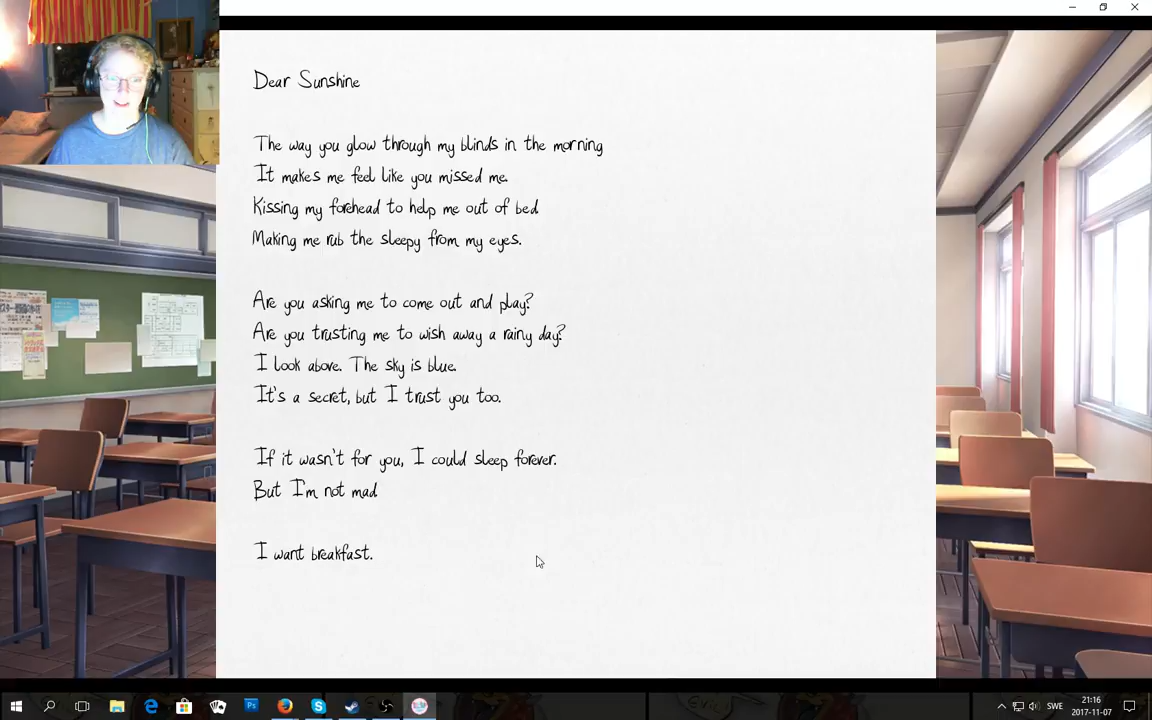 Dear Sunshine
The way you glow through my blinds in the morning
It makes me feel like you missed me.
Kissing my forehead to help me out of bed
Making me rub the sleepy from my eyes.
Are you asking me to come out and play?
Are you trusting me to wish away a rainy day?
I look above. The sky is blue.
It's a secret, but I trust you too.
If it wasn't for you, I could sleep forever.
But I'm not mad
I want breakfast.
SWE
21:16
2017-11-07